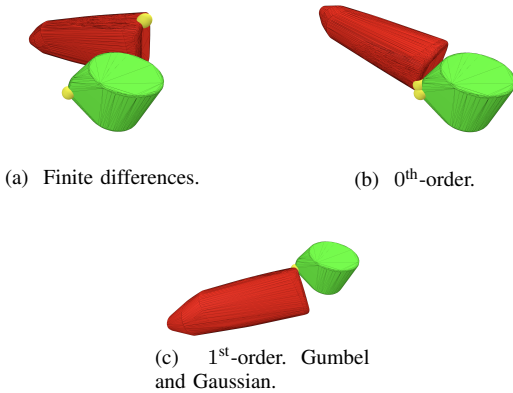 (a) Finite differences.
(b) 0th-order.
(c) 1st-order. Gumbel
and Gaussian.